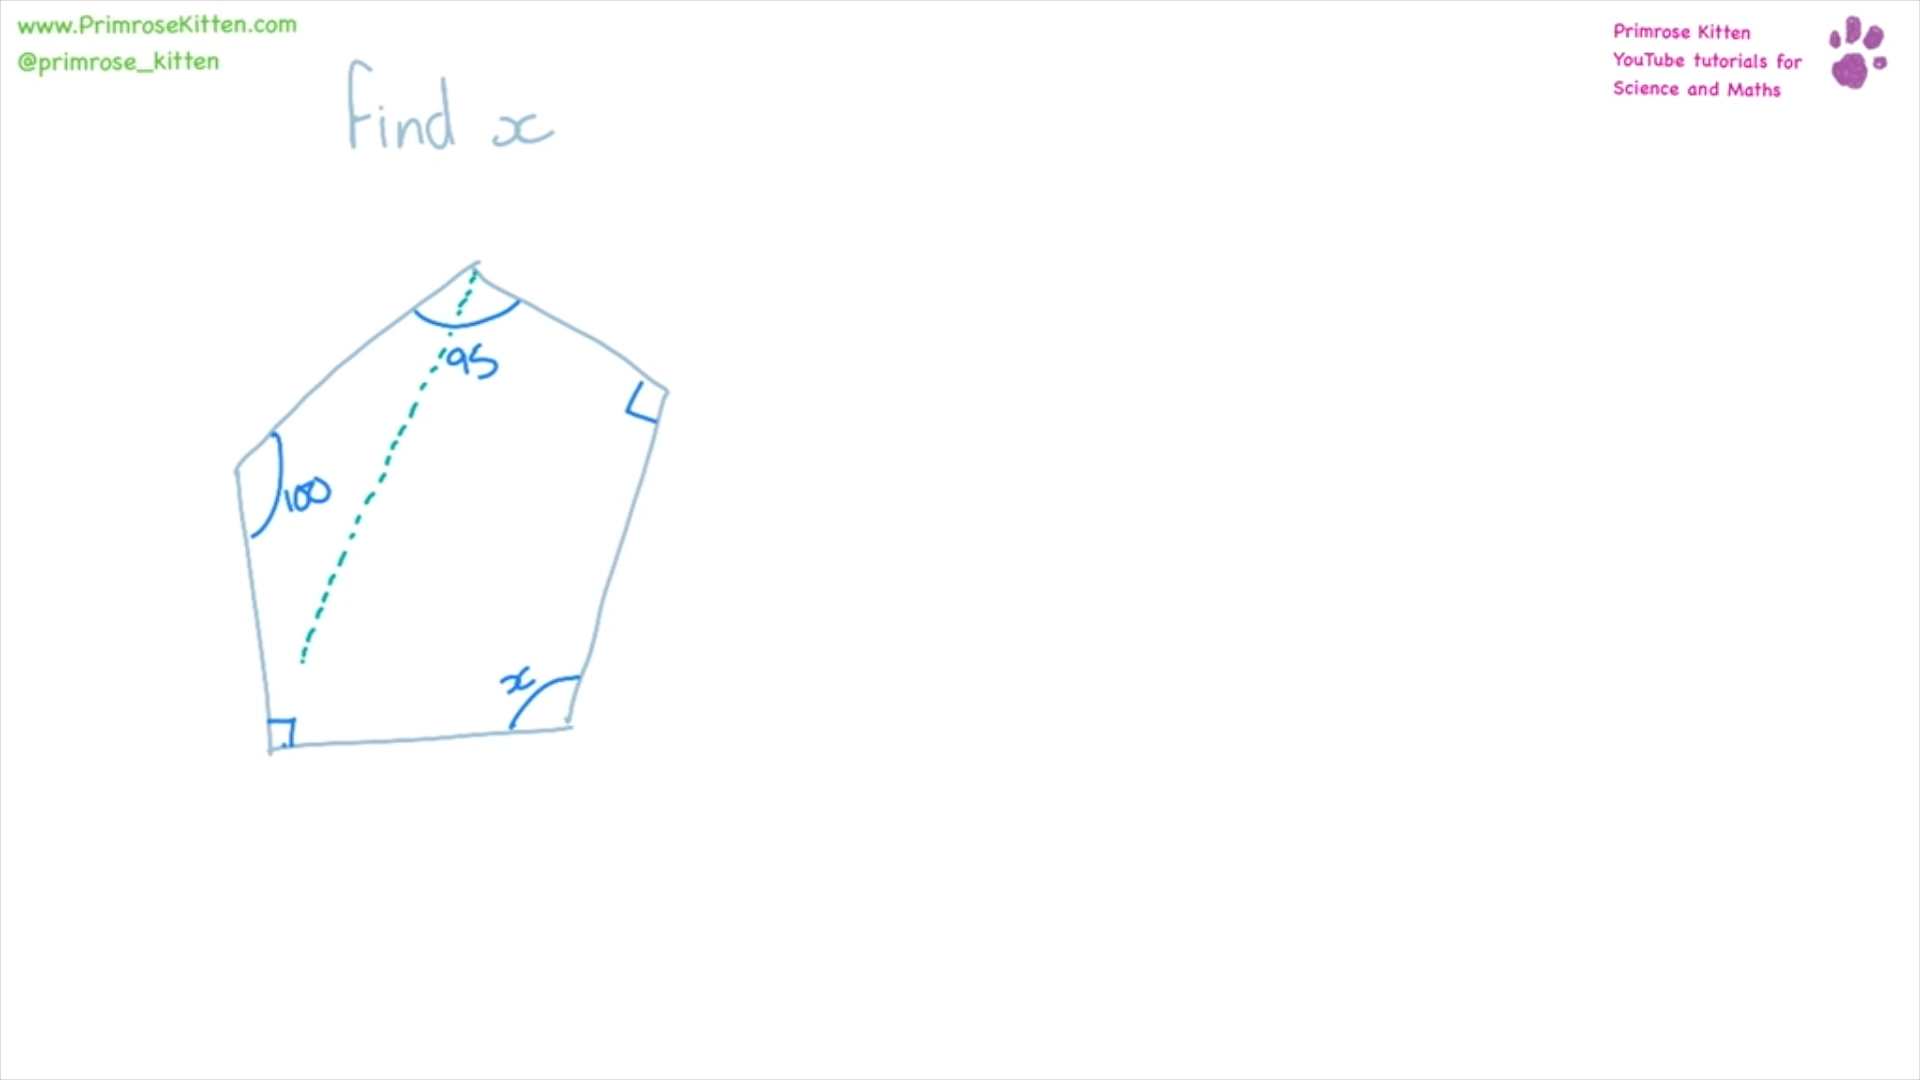 www.PrimroseKitten.com
@primrose_kitten
Primrose Kitten
YouTube tutorials for
Science and Maths
Find x
95
100
x